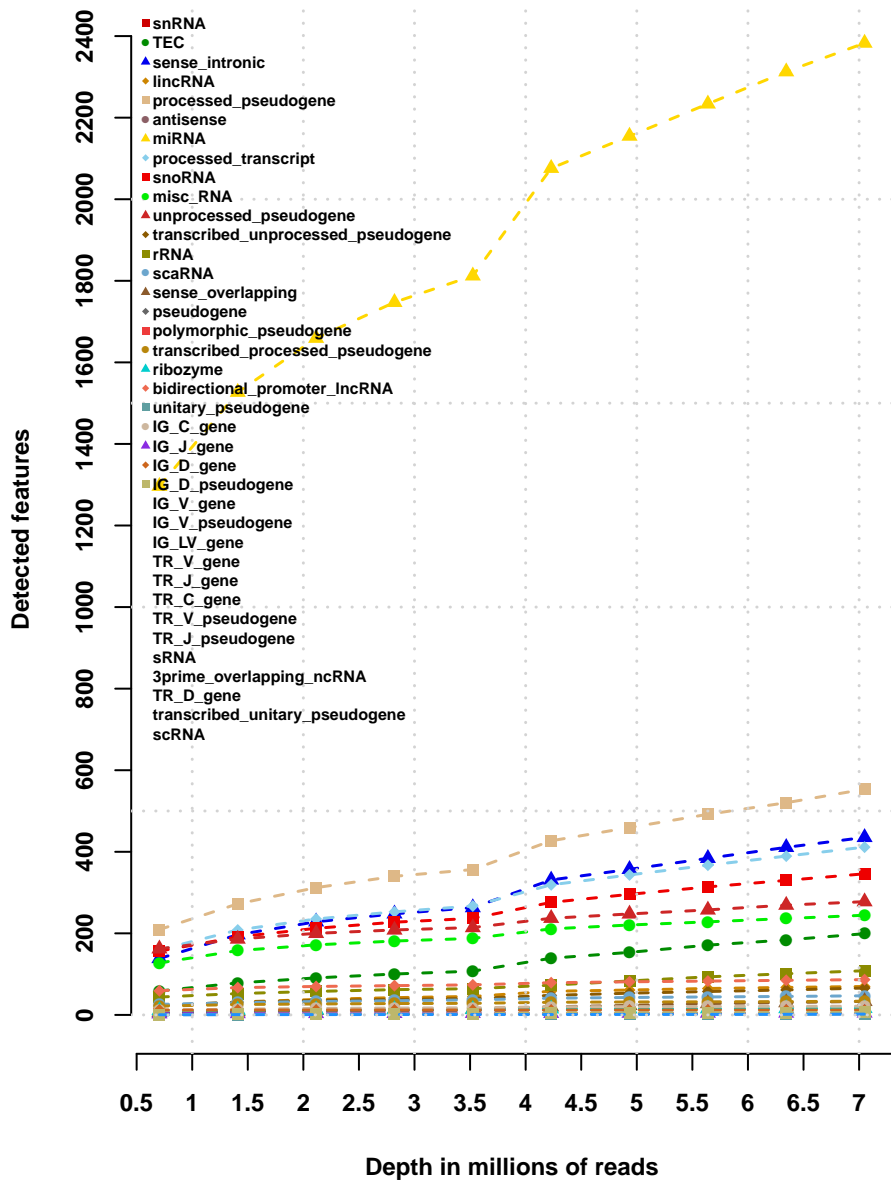 snRNA
TEC
sense_intronic
lincRNA
processed_pseudogene
antisense
miRNA
processed_transcript
snoRNA
misc_RNA
unprocessed_pseudogene
transcribed_unprocessed_pseudogene
rRNA
scaRNA
sense_overlapping
pseudogene
polymorphic_pseudogene
transcribed_processed_pseudogene
ribozyme
bidirectional_promoter_lncRNA
unitary_pseudogene
IG_C_gene
IG_J_gene
IG_D_gene
IG_D_pseudogene
IG_V_gene
IG_V_pseudogene
IG_LV_gene
TR_V_gene
TR_J_gene
TR_C_gene
TR_V_pseudogene
TR_J_pseudogene
sRNA
3prime_overlapping_ncRNA
TR_D_gene
transcribed_unitary_pseudogene
scRNA
Detected features
2400
2200
2000
1800
1600
1400
1200
1000
800
600
400
200
0
0.5 1 1.5 2 2.5 3 3.5 4 4.5 5 5.5 6 6.5 7
Depth in millions of reads